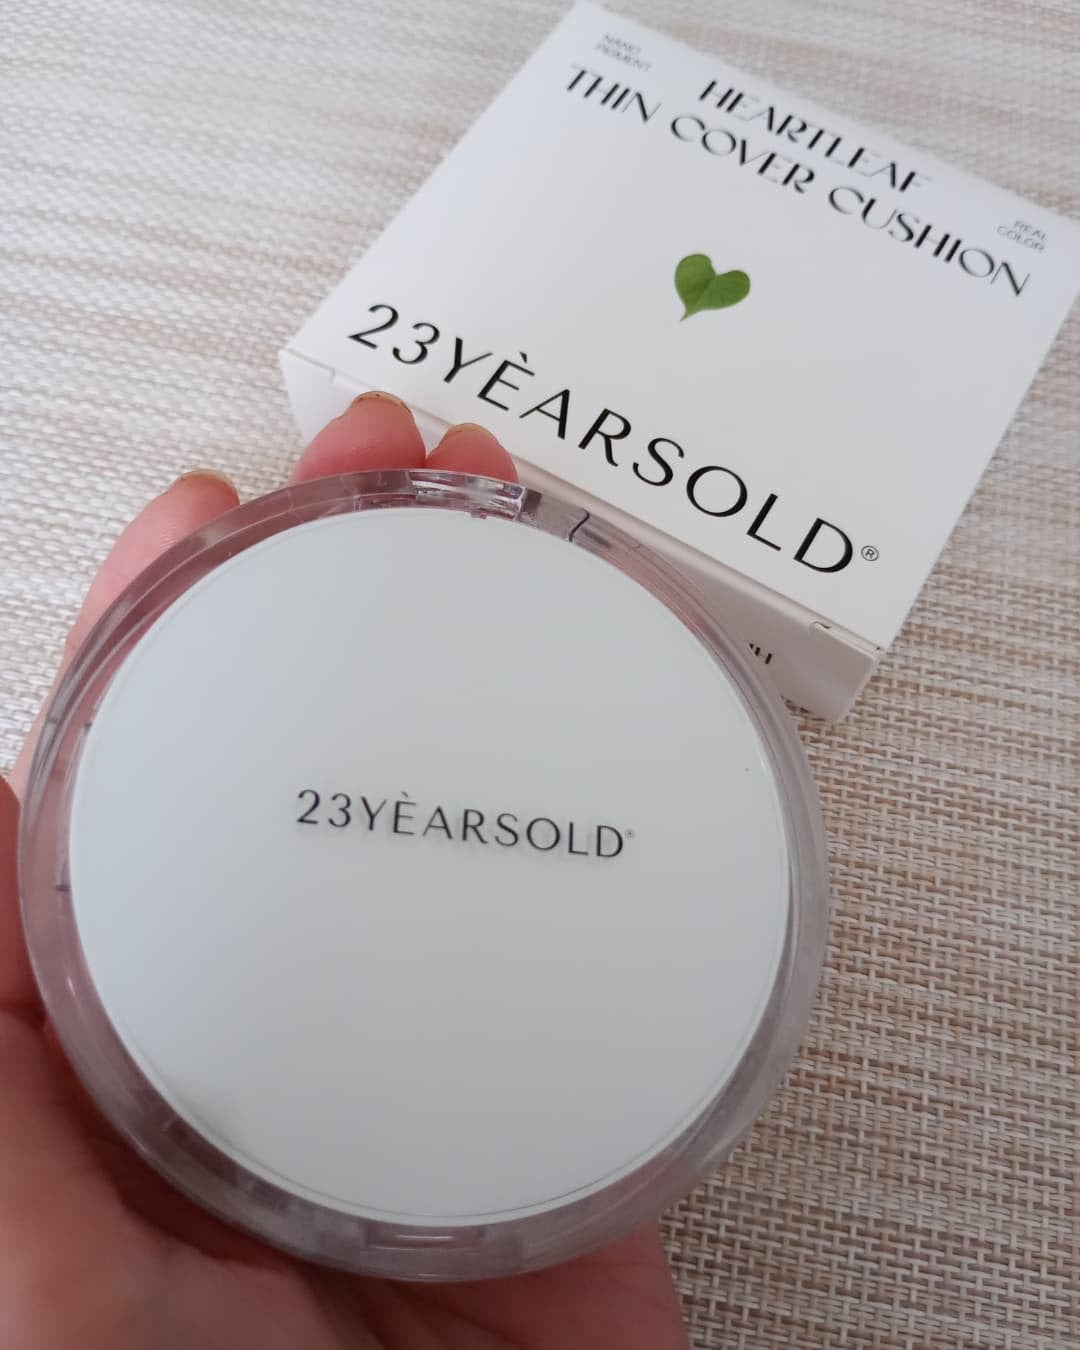 NANO
PIGMENT
HEARTLEAF
THIN COVER CUSHION
REAL
COLOR
23YÈARSOLD®
23YÈARSOLD®